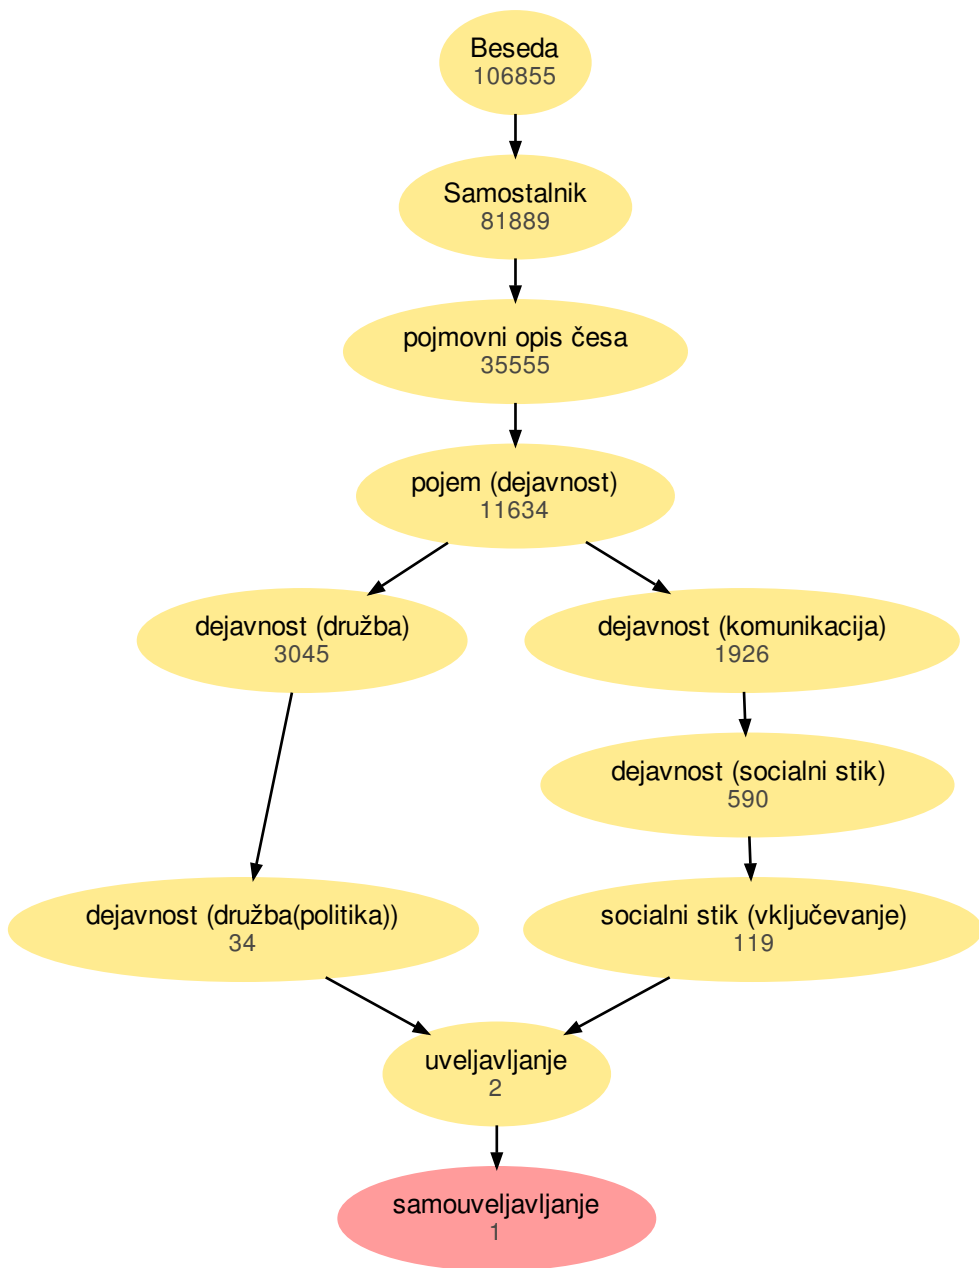 Beseda
106855
Samostalnik
81889
pojmovni opis česa
35555
pojem (dejavnost)
11634
dejavnost (družba)
3045
dejavnost (komunikacija)
1926
dejavnost (socialni stik)
590
dejavnost (družba(politika))
34
socialni stik (vključevanje)
119
uveljavljanje
2
samouveljavljanje
1